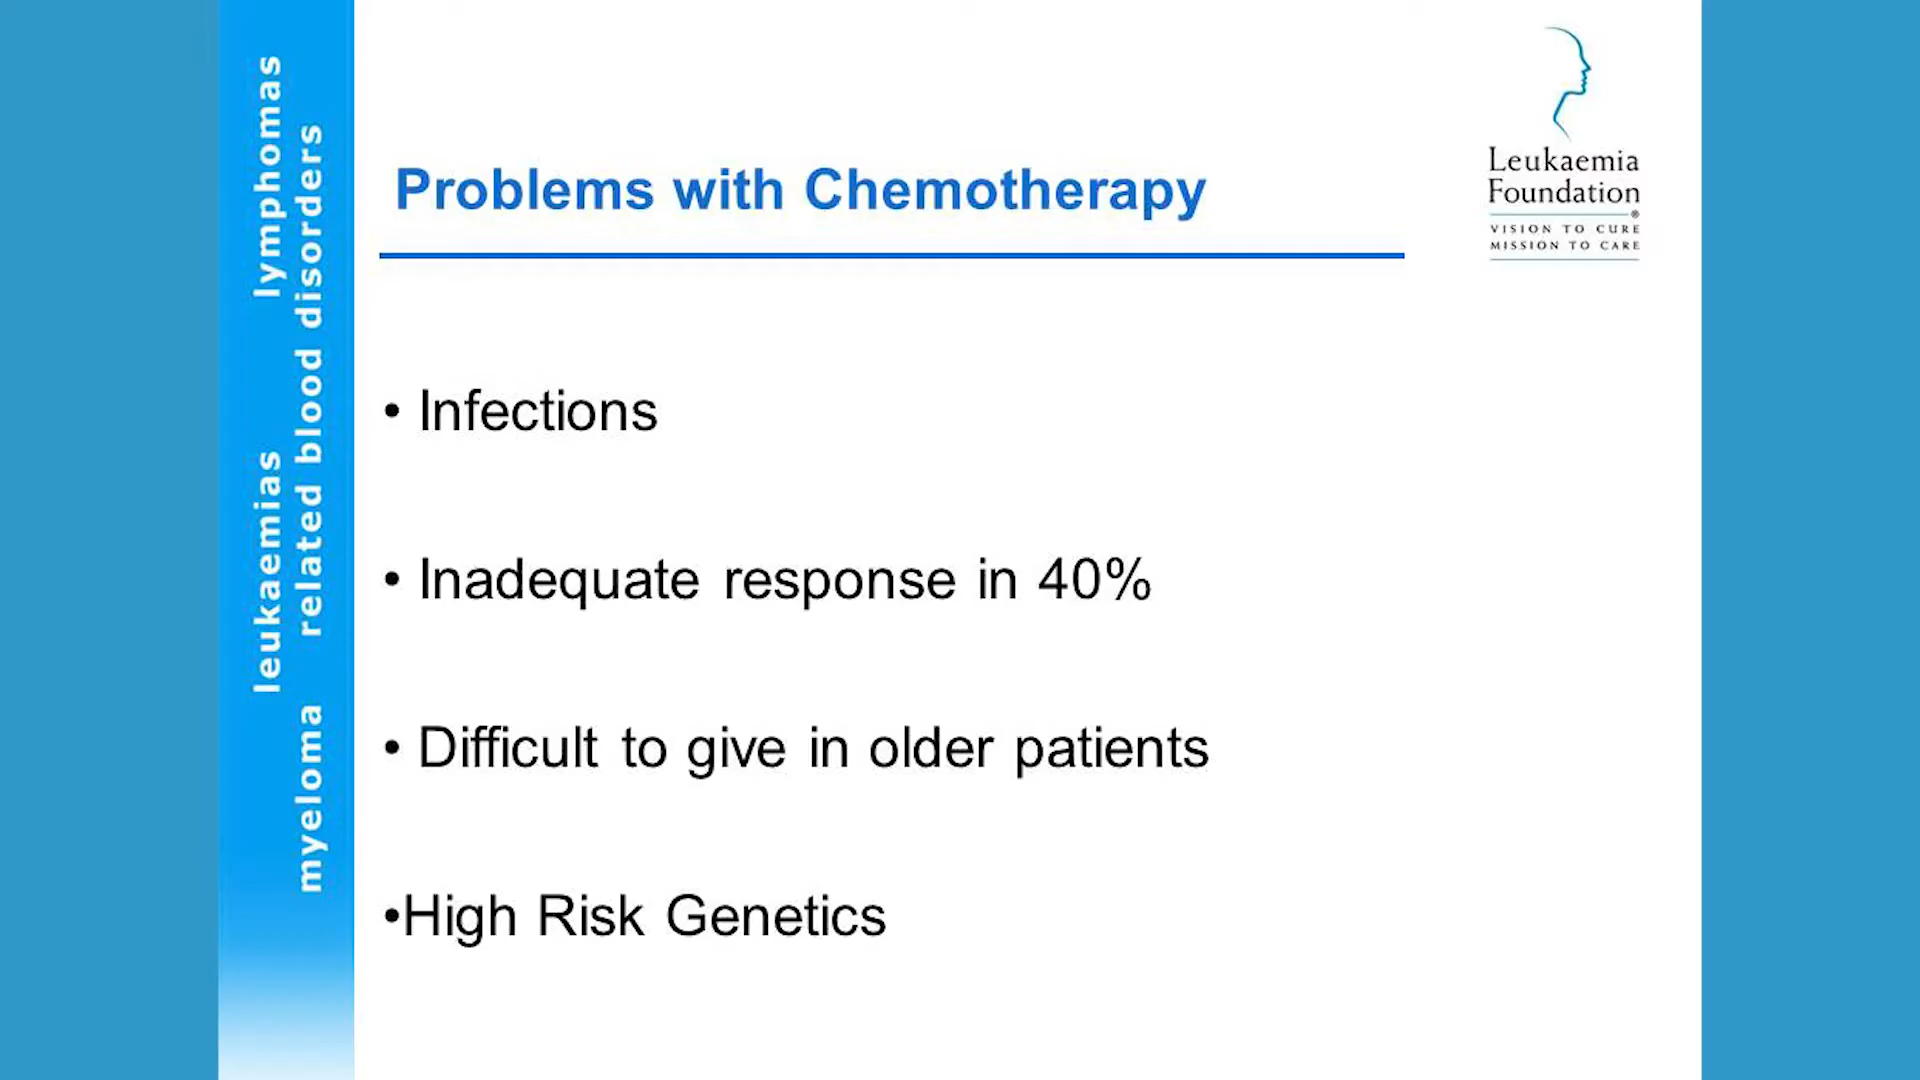 lymphomas
leukaemias
related blood disorders
myeloma
Problems with Chemotherapy
Leukaemia
Foundation
®
VISION TO CURE
MISSION TO CARE
• Infections
• Inadequate response in 40%
• Difficult to give in older patients
•High Risk Genetics